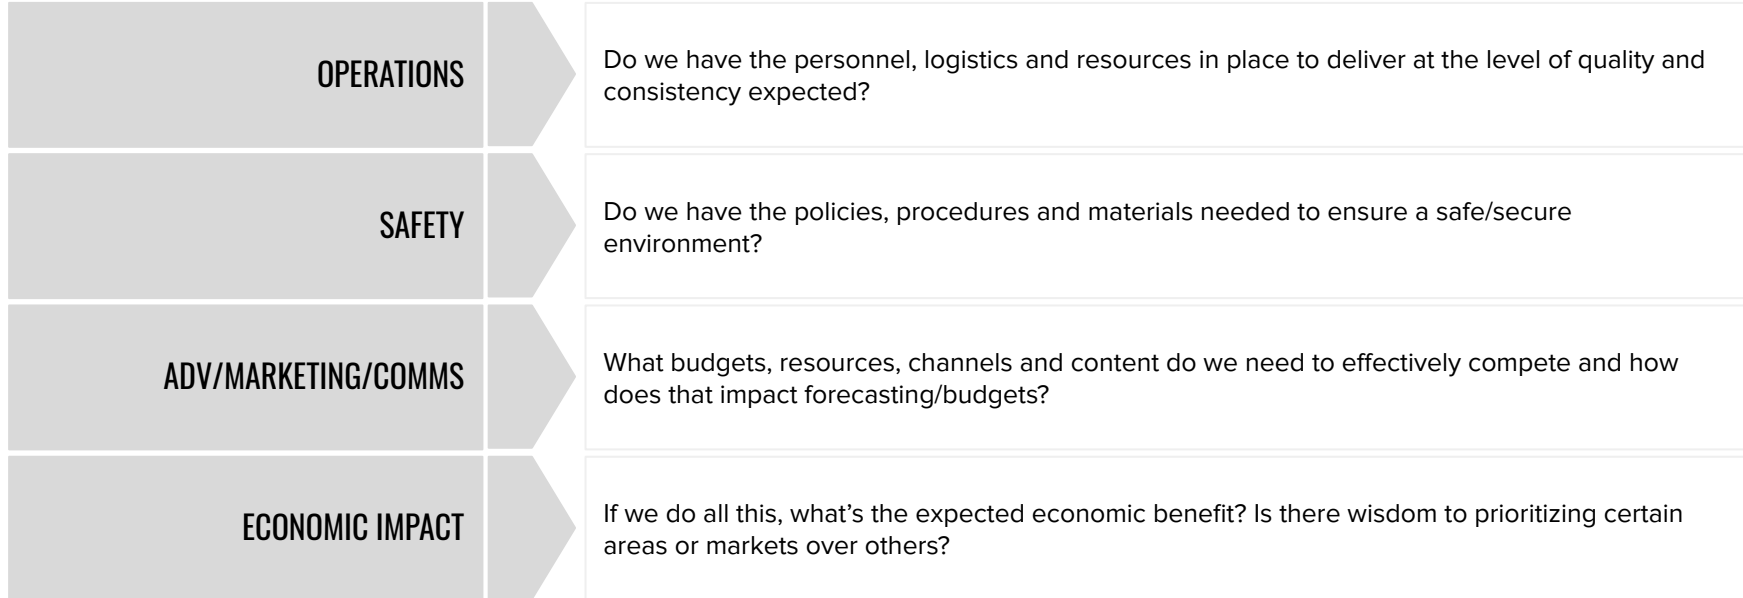 OPERATIONS
Do we have the personnel, logistics and resources in place to deliver at the level of quality and
consistency expected?
SAFETY
Do we have the policies, procedures and materials needed to ensure a safe/secure
environment?
ADV/MARKETING/COMMS
What budgets, resources, channels and content do we need to effectively compete and how
does that impact forecasting/budgets?
ECONOMIC IMPACT
If we do all this, what’s the expected economic benefit? Is there wisdom to prioritizing certain
areas or markets over others?